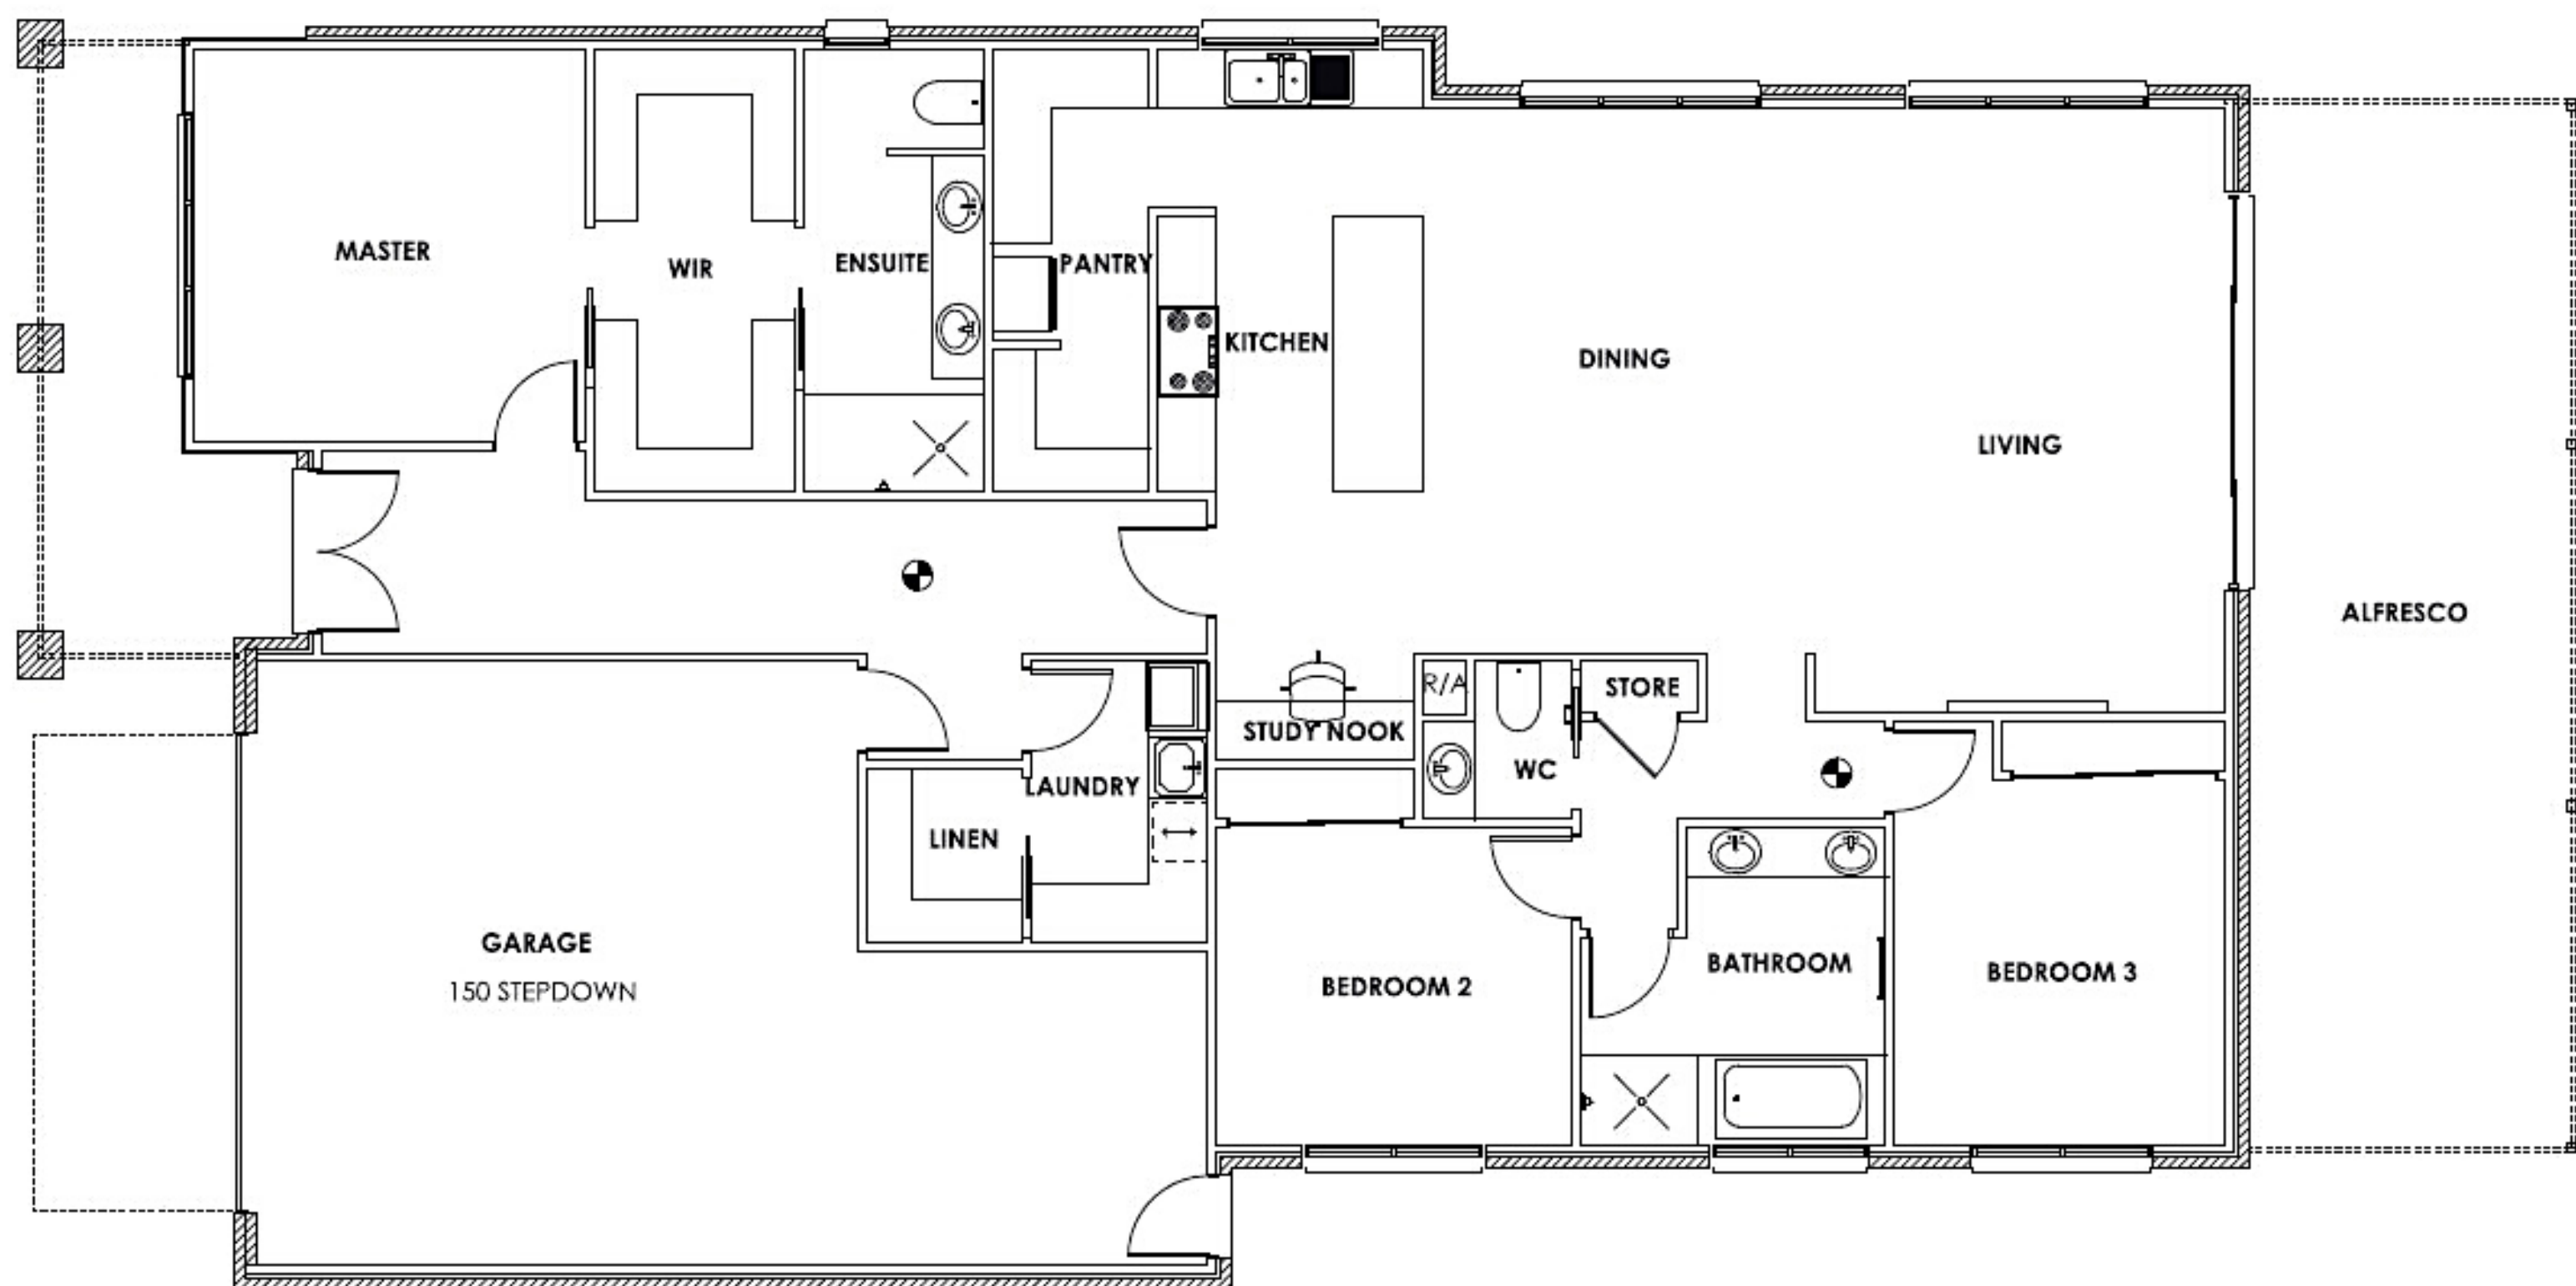 MASTER
WIR
ENSUITE
PANTRY
KITCHEN
DINING
LIVING
ALFRESCO
R/A
STORE
STUDY NOOK
WC
LAUNDRY
LINEN
GARAGE
150 STEPDOWN
BEDROOM 2
BATHROOM
BEDROOM 3